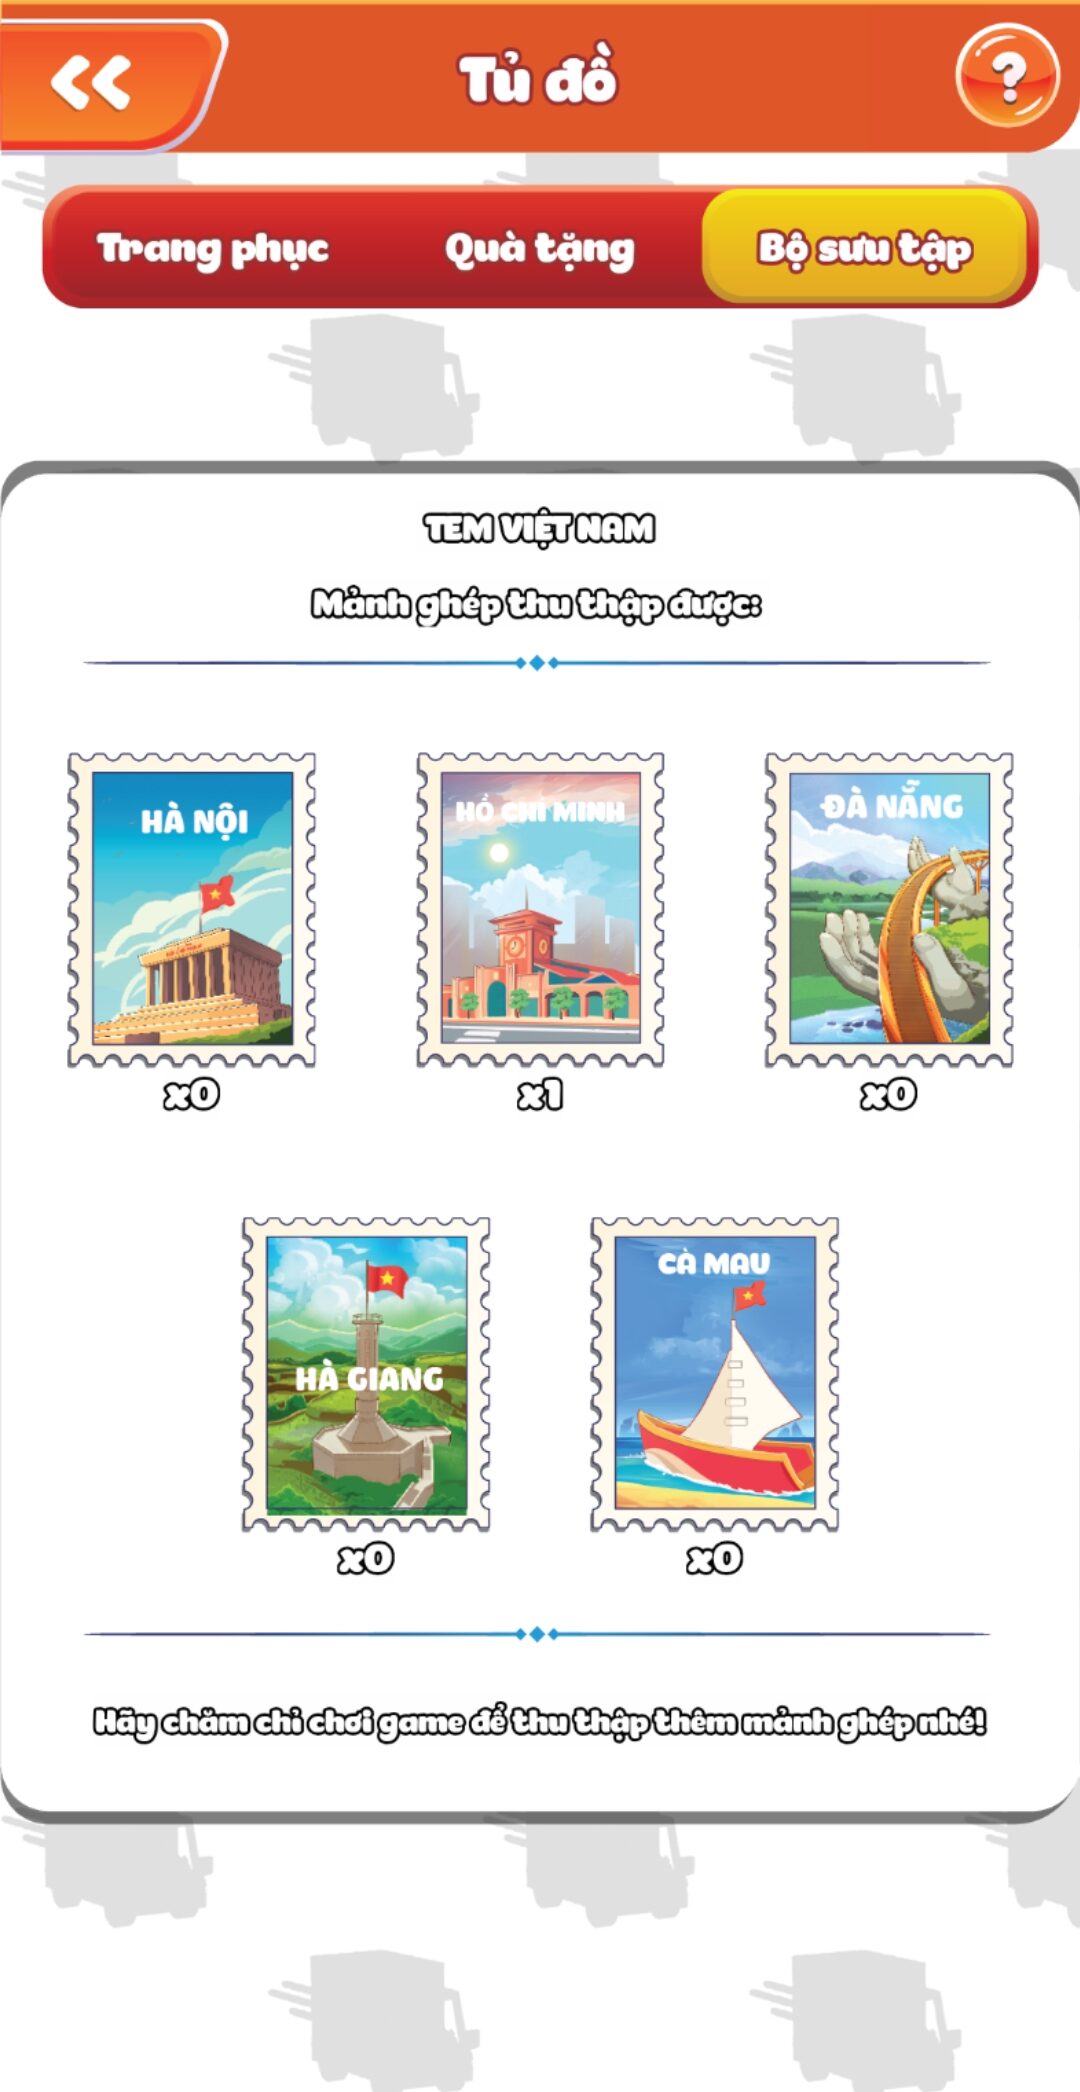 Tủ đồ
?
Trang phục
Quà tặng
Bộ sưu tập
TEM VIỆT NAM
Mảnh ghép thu thập được:
HÀ NỘI
HỒ CHÍ MINH
ĐÀ NẴNG
x0
x1
x0
HÀ GIANG
CÀ MAU
x0
x0
Hãy chăm chỉ chơi game để thu thập thêm mảnh ghép nhé!